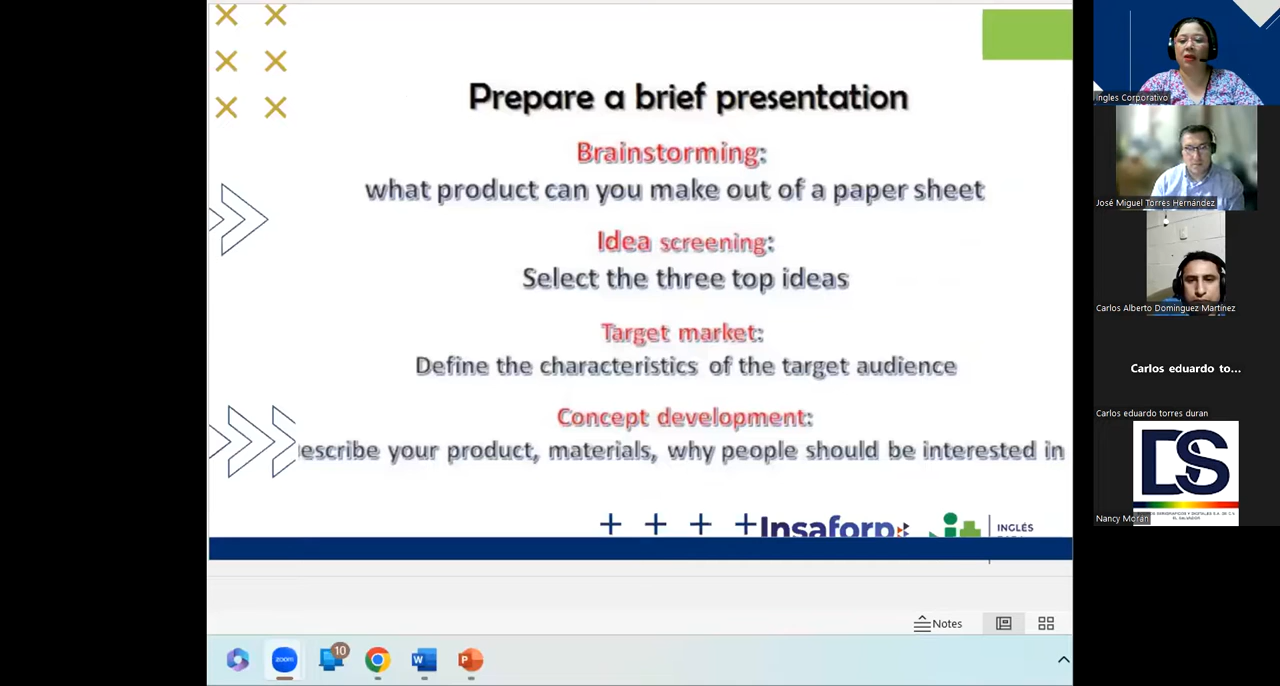 Prepare a brief presentation
Brainstorming:
what product can you make out of a paper sheet
Idea screening:
Select the three top ideas
Target market:
Define the characteristics of the target audience
Concept development:
escribe your product, materials, why people should be interested in
Insaforp
INGLÉS
Notes
10
zoom
W
P
Ingles Corporativo
José Miguel Torres Hernández
Carlos Alberto Dominguez Martínez
Carlos eduardo to...
Carlos eduardo torres duran
DS
Nancy Moran